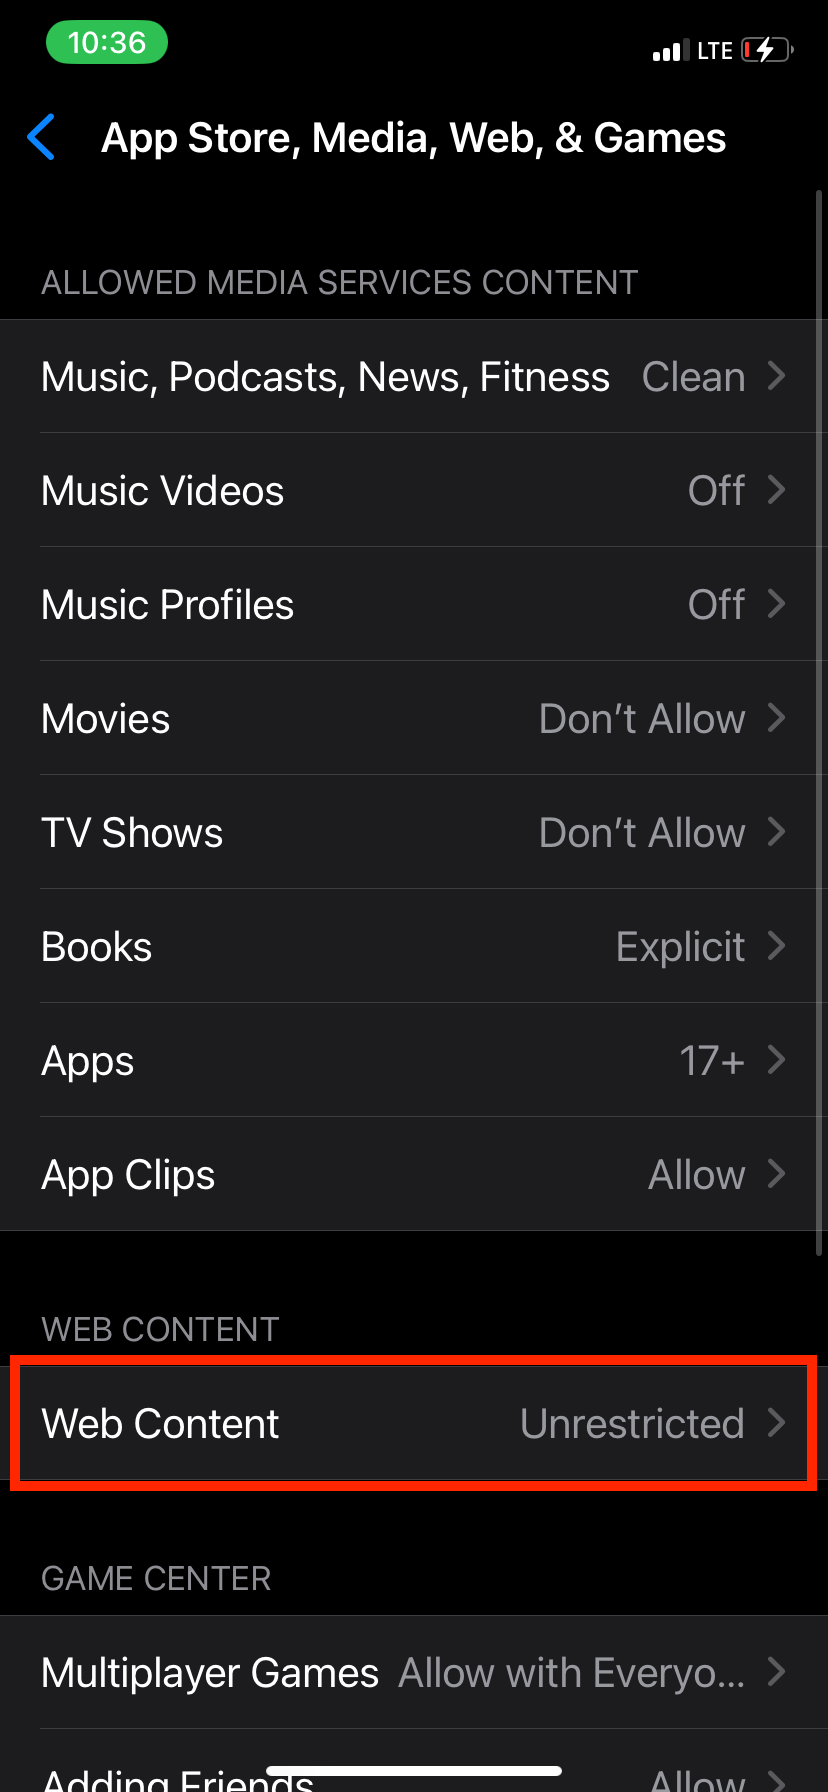 10:36 LTE
App Store, Media, Web, & Games
ALLOWED MEDIA SERVICES CONTENT
Music, Podcasts, News, Fitness Clean
Music Videos Off
Music Profiles Off
Movies Don’t Allow
TV Shows Don’t Allow
Books Explicit
Apps 17+
App Clips Allow
WEB CONTENT
Web Content Unrestricted
GAME CENTER
Multiplayer Games Allow with Everyo...
Adding Friends Allow